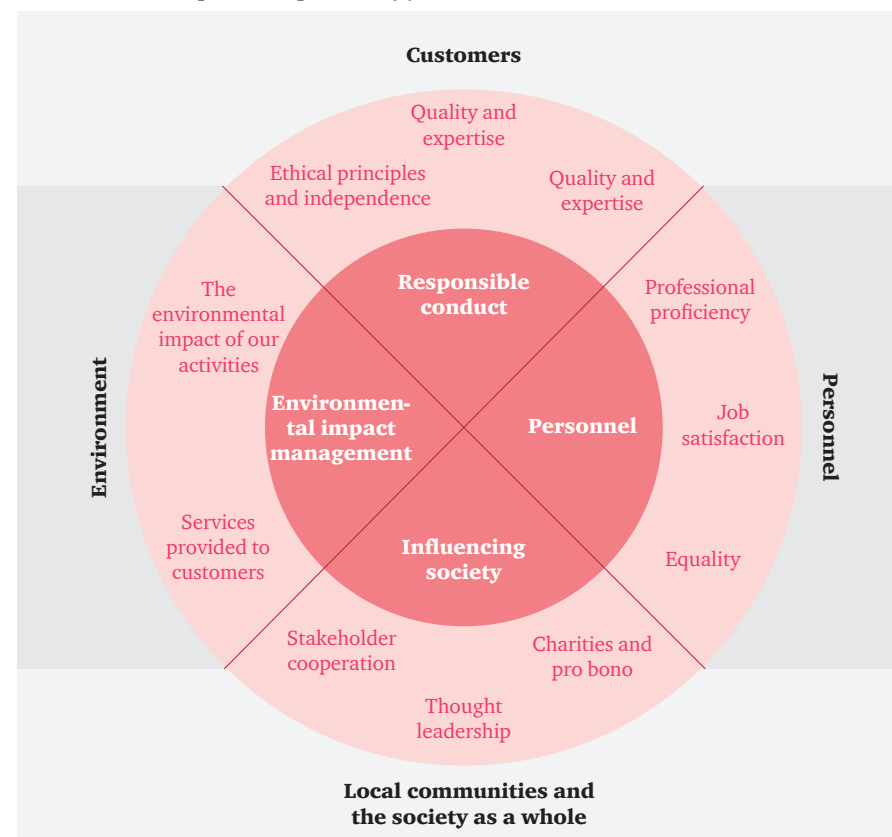 Customers
Quality and
expertise
Ethical principles
and independence
Quality and
expertise
Responsible
conduct
The
environmental
impact of our
activities
Professional
proficiency
Environment
Environmen-
tal impact
management
Personnel
Job
satisfaction
Personnel
Services
provided to
customers
Influencing
society
Equality
Stakeholder
cooperation
Charities and
pro bono
Thought
leadership
Local communities and
the society as a whole